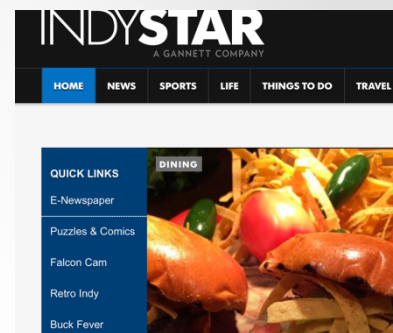 INDYSTAR
A GANNETT COMPANY
HOME NEWS SPORTS LIFE THINGS TO DO TRAVEL
DINING
QUICK LINKS
E-Newspaper
Puzzles & Comics
Falcon Cam
Retro Indy
Buck Fever